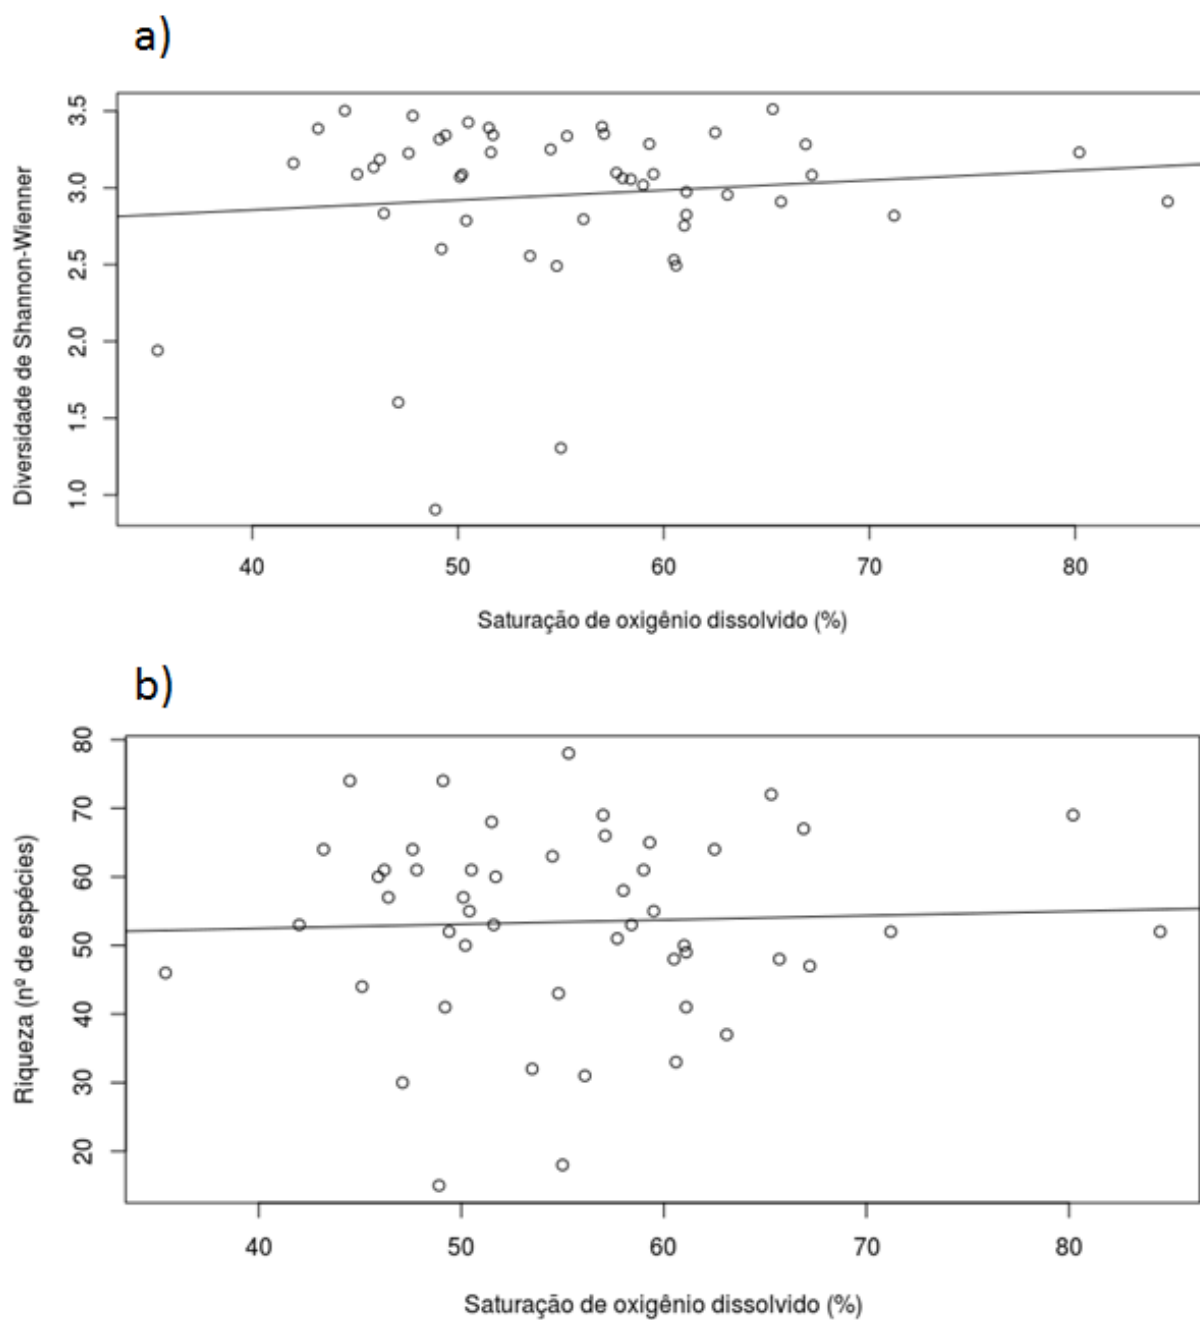 a)
Diversidade de Shannon-Wienner
3.5
3.0
2.5
2.0
1.5
1.0
40 50 60 70 80
Saturação de oxigênio dissolvido (%)
b)
Riqueza (nº de espécies)
80
70
60
50
40
30
20
40 50 60 70 80
Saturação de oxigênio dissolvido (%)